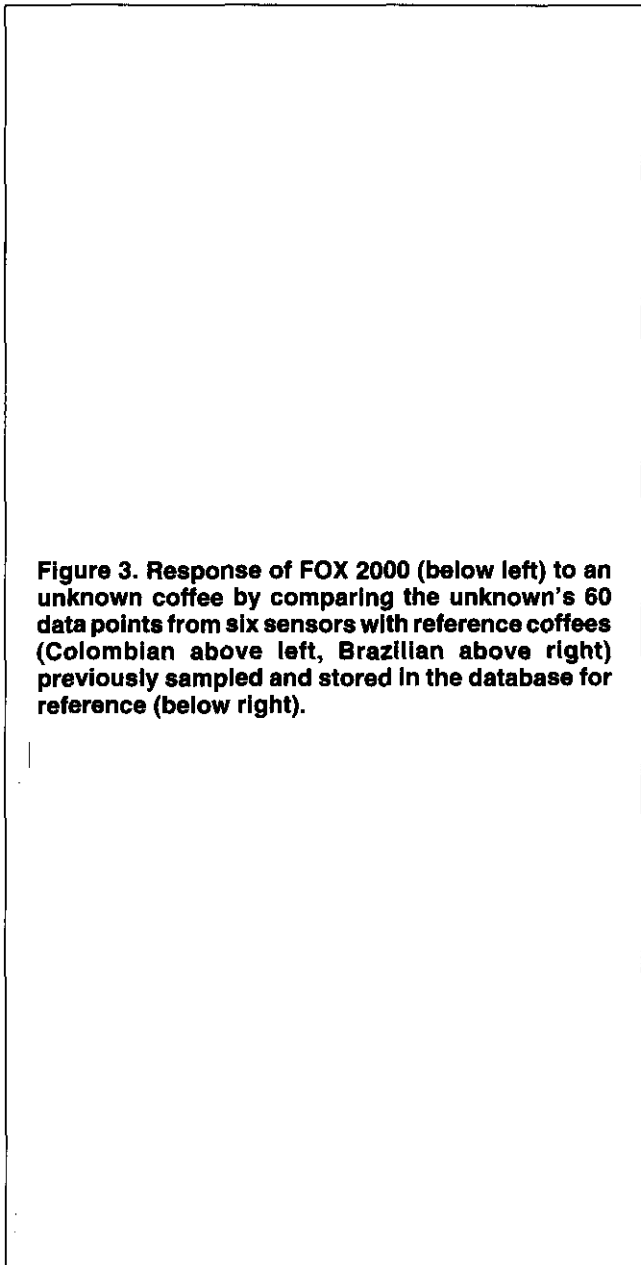 Figure 3. Response of FOX 2000 (below left) to an
unknown coffee by comparing the unknown's 60
data points from six sensors with reference coffees
(Colombian above left, Brazilian above right)
previously sampled and stored in the database for
reference (below right).